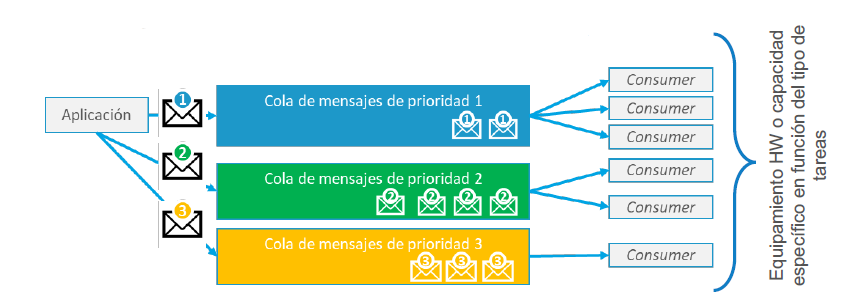 Aplicación
1
2
3
Cola de mensajes de prioridad 1
1 1
Cola de mensajes de prioridad 2
2 2 2 2
Cola de mensajes de prioridad 3
3 3 3
Consumer
Consumer
Consumer
Consumer
Consumer
Consumer
Equipamiento HW o capacidad
específico en función del tipo de
tareas